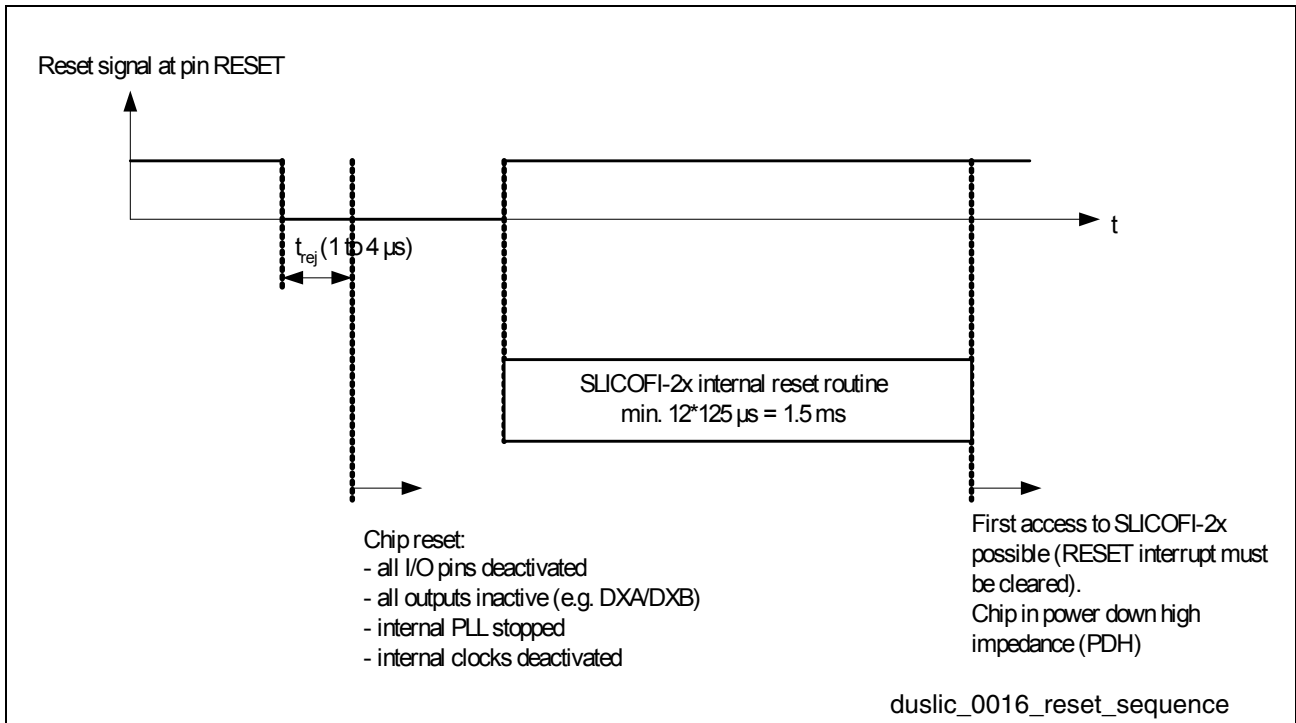 Reset signal at pin RESET
t
trej (1 to 4 µs)
SLICOFI-2x internal reset routine
min. 12*125 µs = 1.5 ms
Chip reset:
- all I/O pins deactivated
- all outputs inactive (e.g. DXA/DXB)
- internal PLL stopped
- internal clocks deactivated
First access to SLICOFI-2x
possible (RESET interrupt must
be cleared).
Chip in power down high
impedance (PDH)
duslic_0016_reset_sequence